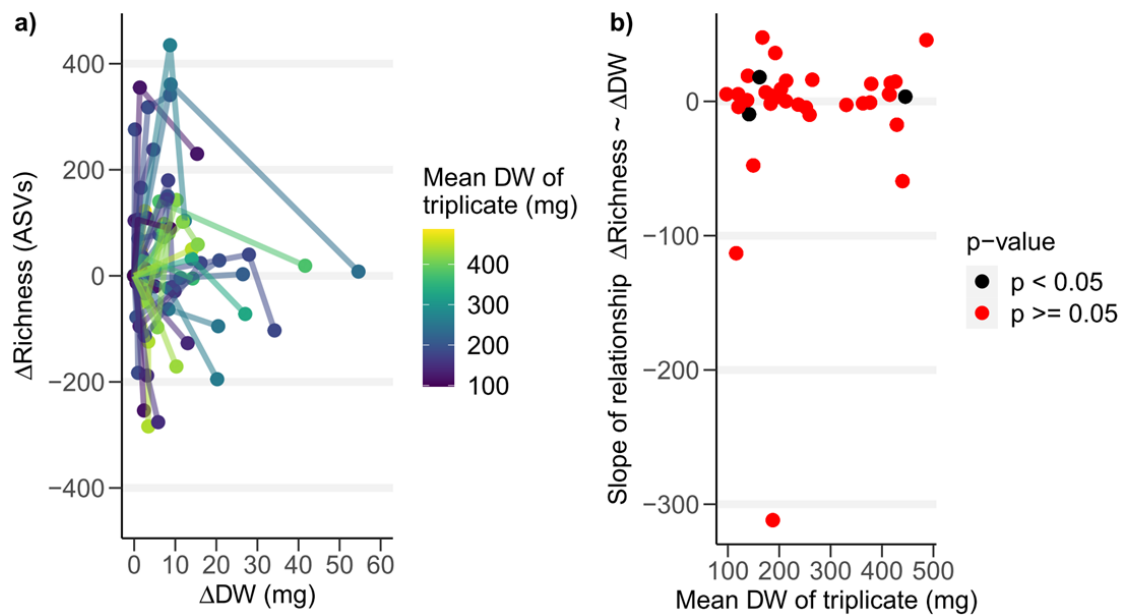 a)
ΔRichness (ASVs)
400
200
0
−200
−400
0 10 20 30 40 50 60
ΔDW (mg)
Mean DW of
triplicate (mg)
400
300
200
100
b)
Slope of relationship ΔRichness ~ ΔDW
0
−100
−200
−300
100 200 300 400 500
Mean DW of triplicate (mg)
p−value
p < 0.05
p >= 0.05